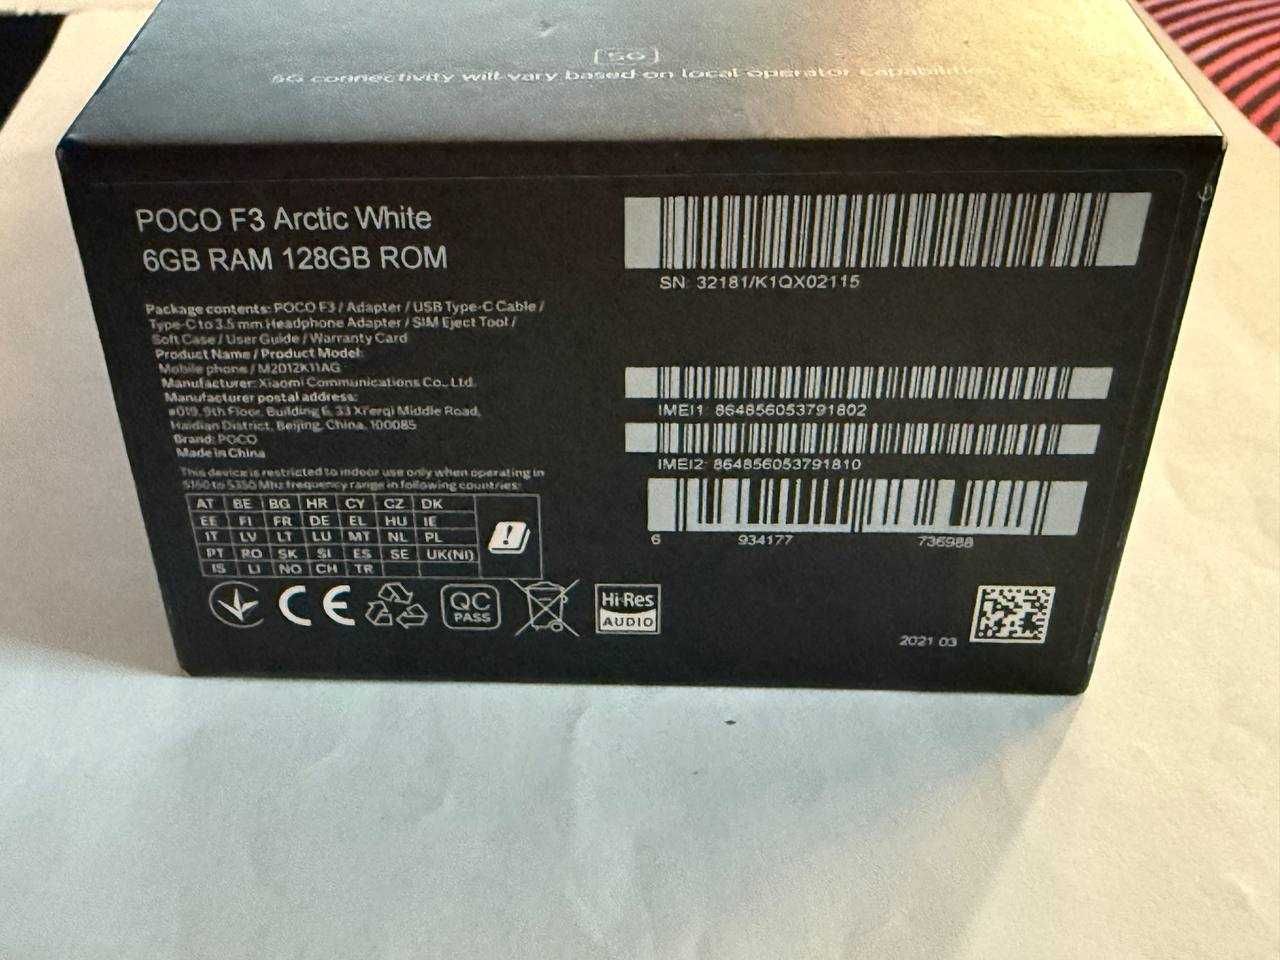 [5G]
5G connectivity will vary based on local operator capabilities
POCO F3 Arctic White
6GB RAM 128GB ROM
Package contents: POCO F3 / Adapter / USB Type-C Cable /
Type-C to 3.5 mm Headphone Adapter / SIM Eject Tool /
Soft Case / User Guide / Warranty Card
Product Name / Product Model:
Mobile phone / M2012K11AG
Manufacturer: Xiaomi Communications Co., Ltd.
Manufacturer postal address:
#019, 9th Floor, Building 6, 33 Xi'erqi Middle Road,
Haidian District, Beijing, China, 100085
Brand: POCO
Made in China
This device is restricted to indoor use only when operating in
5150 to 5350 Mhz frequency range in following countries:
AT BE BG HR CY CZ DK
EE FI FR DE EL HU IE
IT LV LT LU MT NL PL
PT RO SK SI ES SE UK(NI)
IS LI NO CH TR
CE
QC
PASS
Hi-Res
AUDIO
SN: 32181/K1QX02115
IMEI1: 864856053791802
IMEI2: 864856053791810
6 934177 736988
2021 03